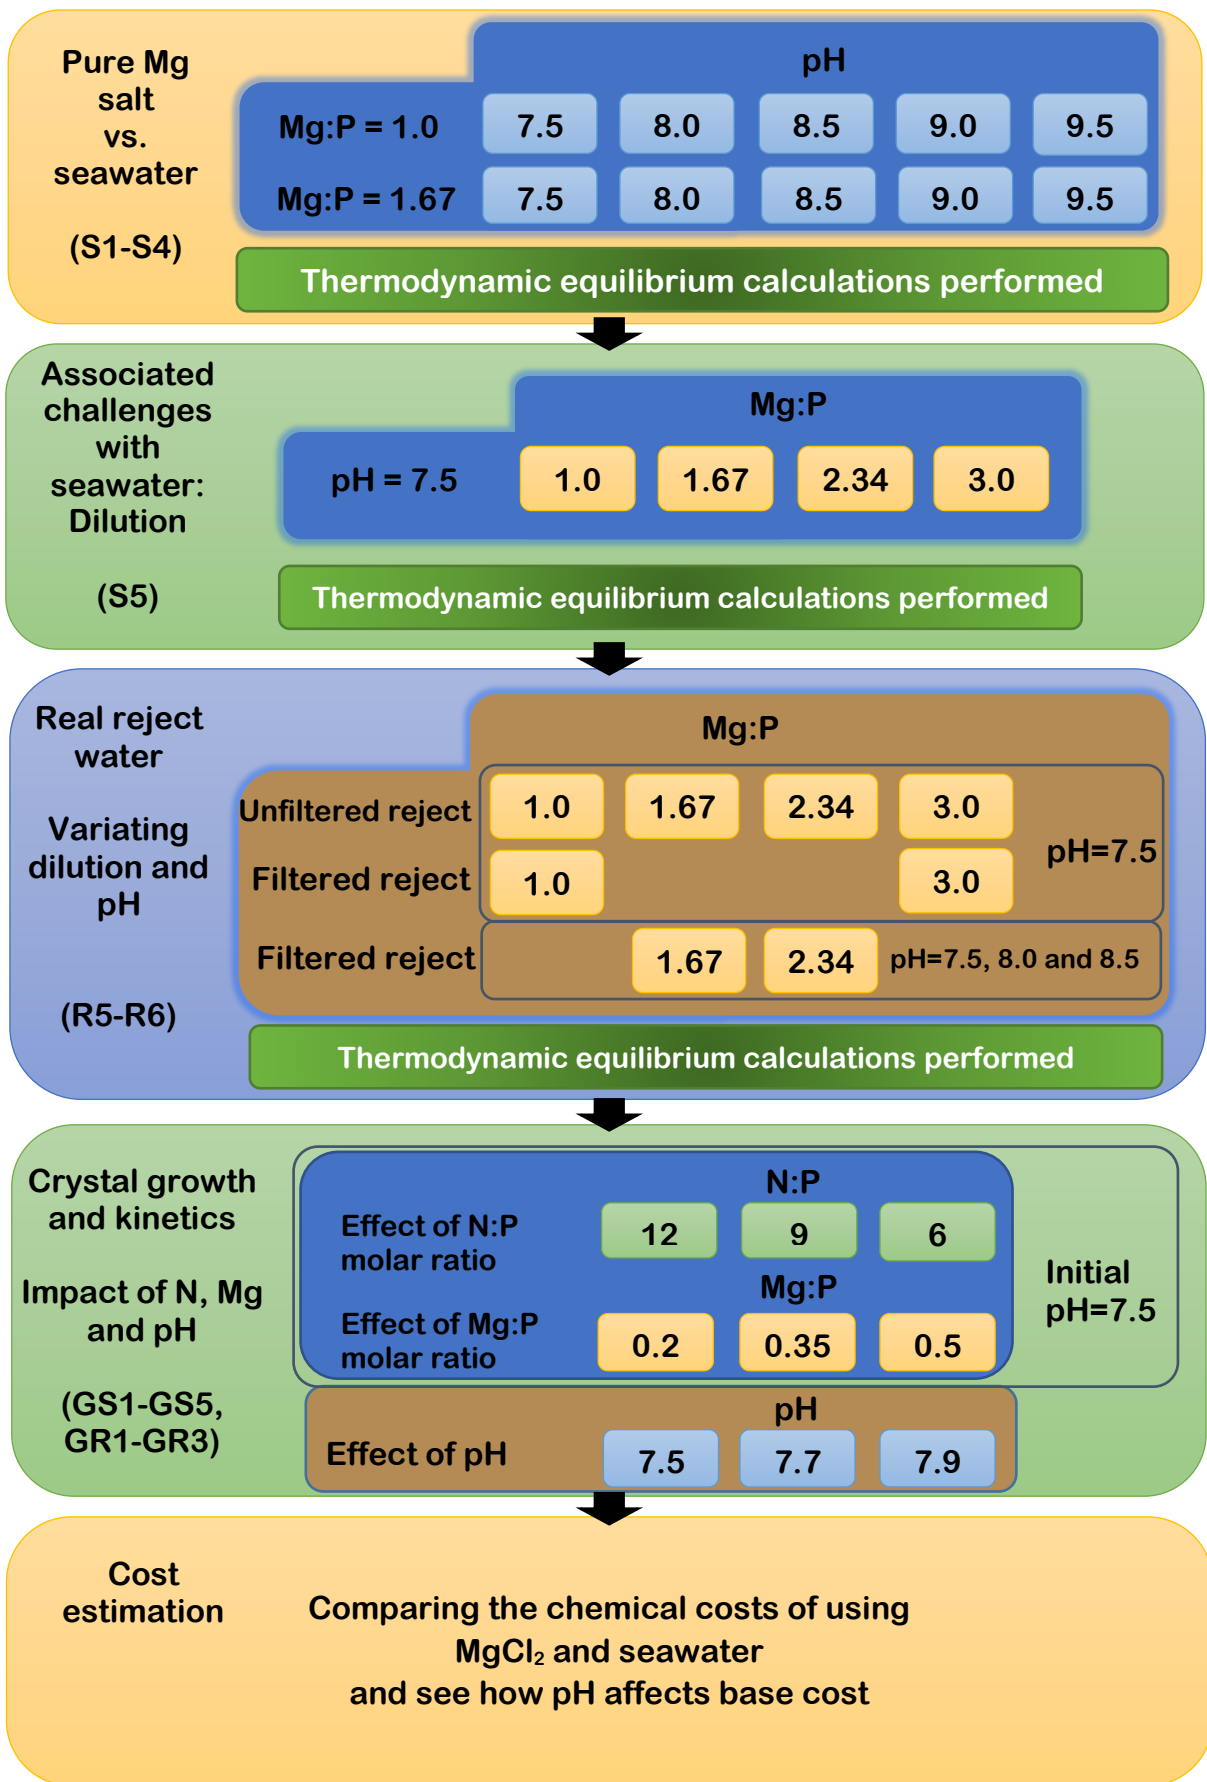 Pure Mg
salt
vs.
seawater
(S1-S4)
pH
Mg:P = 1.0 7.5 8.0 8.5 9.0 9.5
Mg:P = 1.67 7.5 8.0 8.5 9.0 9.5
Thermodynamic equilibrium calculations performed
Associated
challenges
with
seawater:
Dilution
(S5)
Mg:P
pH = 7.5 1.0 1.67 2.34 3.0
Thermodynamic equilibrium calculations performed
Real reject
water
Variating
dilution and
pH
(R5-R6)
Mg:P
Unfiltered reject 1.0 1.67 2.34 3.0
pH=7.5
Filtered reject 1.0 3.0
Filtered reject 1.67 2.34 pH=7.5, 8.0 and 8.5
Thermodynamic equilibrium calculations performed
Crystal growth
and kinetics
Impact of N, Mg
and pH
(GS1-GS5,
GR1-GR3)
N:P
Effect of N:P
molar ratio
12 9 6
Mg:P
Effect of Mg:P
molar ratio
0.2 0.35 0.5
Initial
pH=7.5
pH
Effect of pH 7.5 7.7 7.9
Cost
estimation
Comparing the chemical costs of using
MgCl₂ and seawater
and see how pH affects base cost